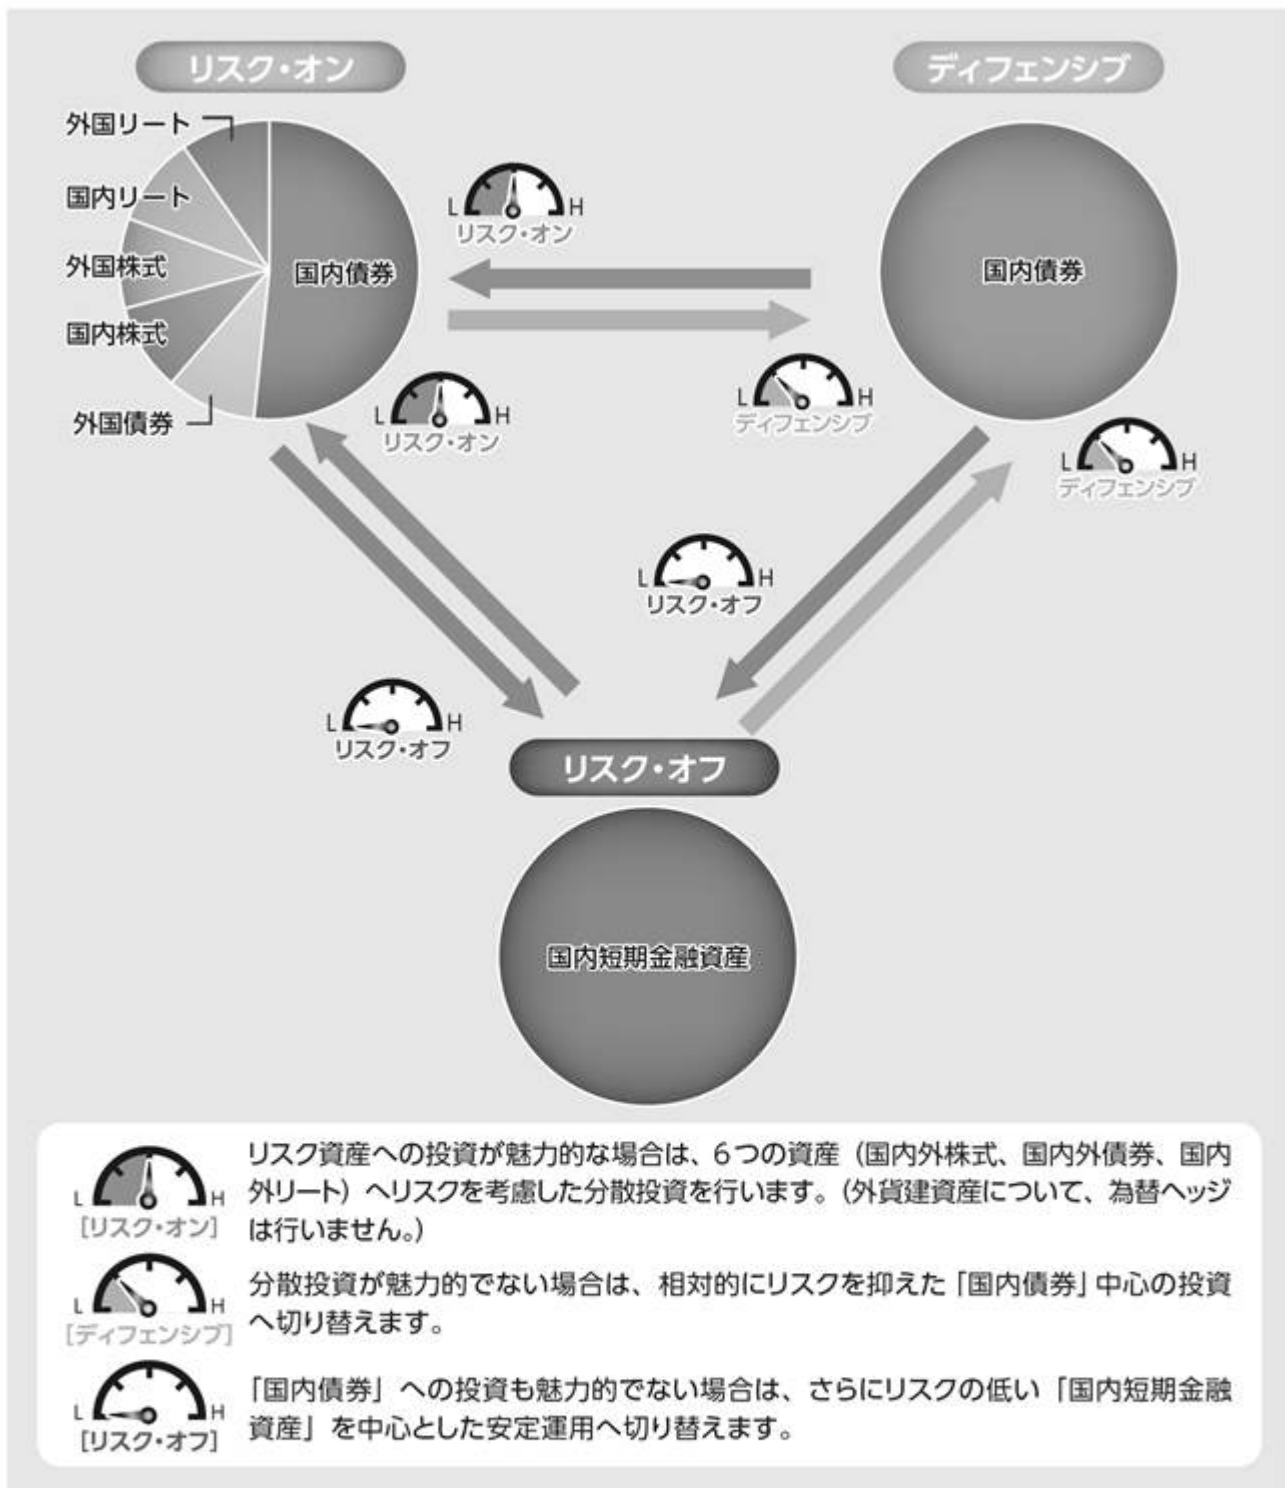 リスク・オン
ディフェンシブ
外国リート
国内リート
外国株式
国内株式
外国債券
国内債券
L H
リスク・オン
国内債券
L H
リスク・オン
L H
ディフェンシブ
L H
ディフェンシブ
L H
リスク・オフ
L H
リスク・オフ
リスク・オフ
国内短期金融資産
L H
[リスク・オン]
リスク資産への投資が魅力的な場合は、6つの資産（国内外株式、国内外債券、国内
外リート）へリスクを考慮した分散投資を行います。（外貨建資産について、為替ヘッジ
は行いません。）
L H
[ディフェンシブ]
分散投資が魅力的でない場合は、相対的にリスクを抑えた「国内債券」中心の投資
へ切り替えます。
L H
[リスク・オフ]
「国内債券」への投資も魅力的でない場合は、さらにリスクの低い「国内短期金融
資産」を中心とした安定運用へ切り替えます。